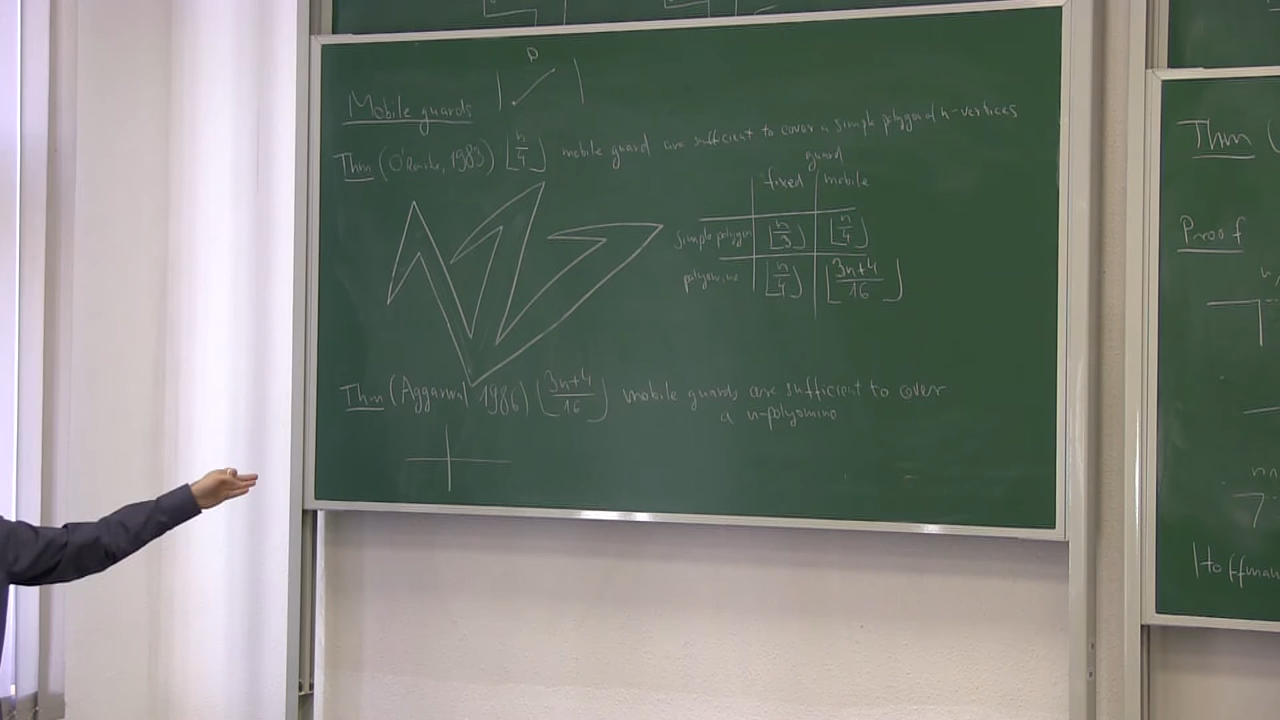 P
Mobile guards
Thm (O'Rourke, 1983) ⌊n/4⌋ mobile guard are sufficient to cover a simple polygon of n-vertices
guard
fixed mobile
simple polygon ⌊n/3⌋ ⌊n/4⌋
polyomino ⌊n/4⌋ ⌊3n+4/16⌋
Thm (Aggarwal 1986) ⌊3n+4/16⌋ mobile guards are sufficient to cover
a n-polyomino
Thm (
Proof